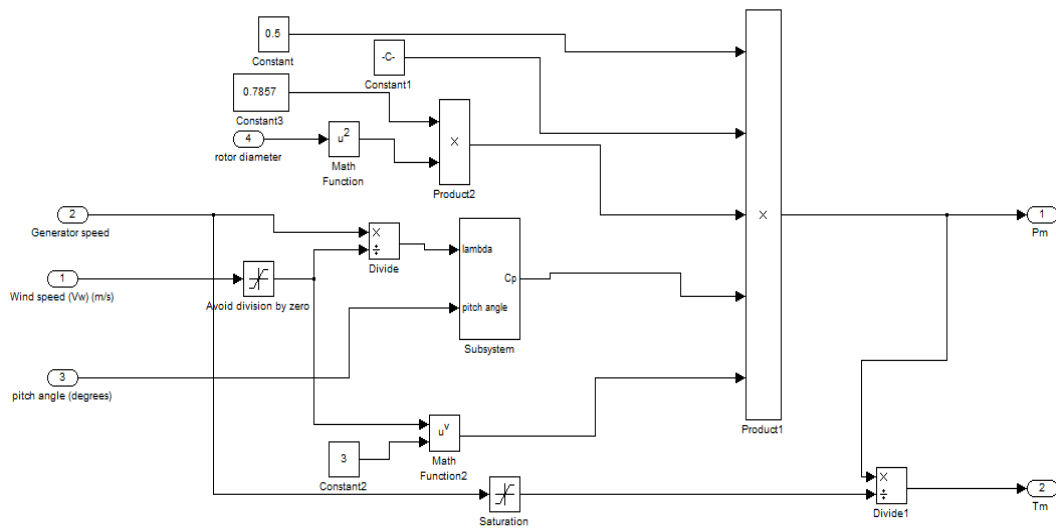 0.5
Constant
-C-
Constant1
0.7857
Constant3
4
rotor diameter
u²
Math
Function
×
Product2
2
Generator speed
×
÷
Divide
1
Wind speed (Vw) (m/s)
Avoid division by zero
lambda
Cp
pitch angle
Subsystem
3
pitch angle (degrees)
×
Product1
1
Pm
3
Constant2
uᵛ
Math
Function2
Saturation
×
÷
Divide1
2
Tm